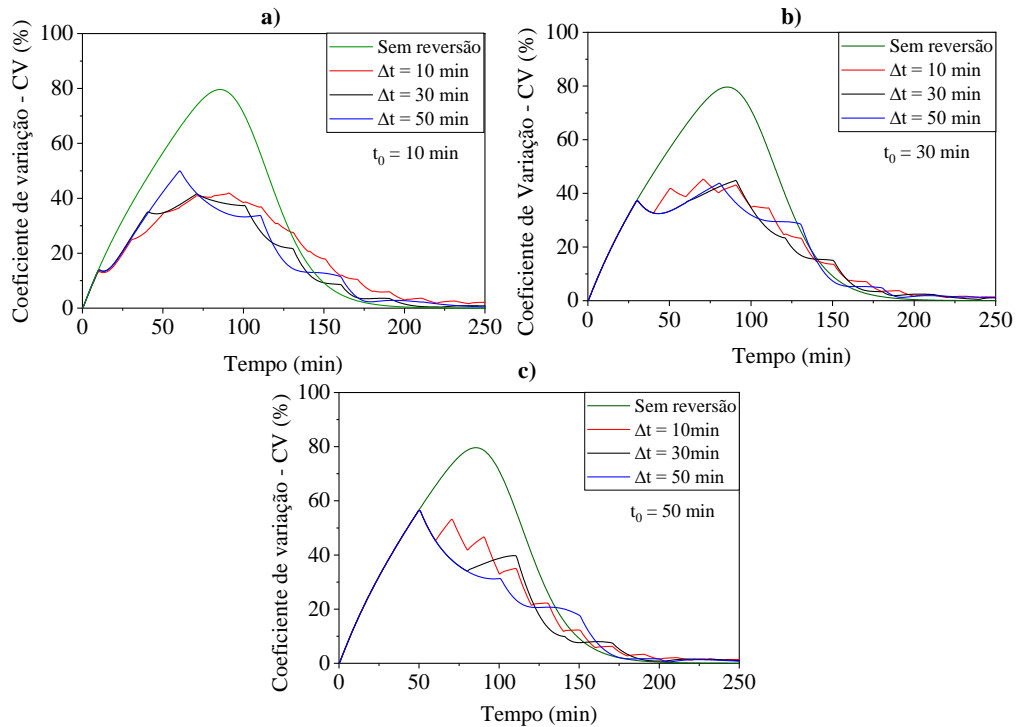 a)
Coeficiente de variação - CV (%)
100
80
60
40
20
0
0 50 100 150 200 250
Tempo (min)
Sem reversão
Δt = 10 min
Δt = 30 min
Δt = 50 min
t₀ = 10 min
b)
Coeficiente de Variação - CV (%)
100
80
60
40
20
0
0 50 100 150 200 250
Tempo (min)
Sem reversão
Δt = 10 min
Δt = 30 min
Δt = 50 min
t₀ = 30 min
c)
Coeficiente de variação - CV (%)
100
80
60
40
20
0
0 50 100 150 200 250
Tempo (min)
Sem reversão
Δt = 10min
Δt = 30min
Δt = 50 min
t₀ = 50 min